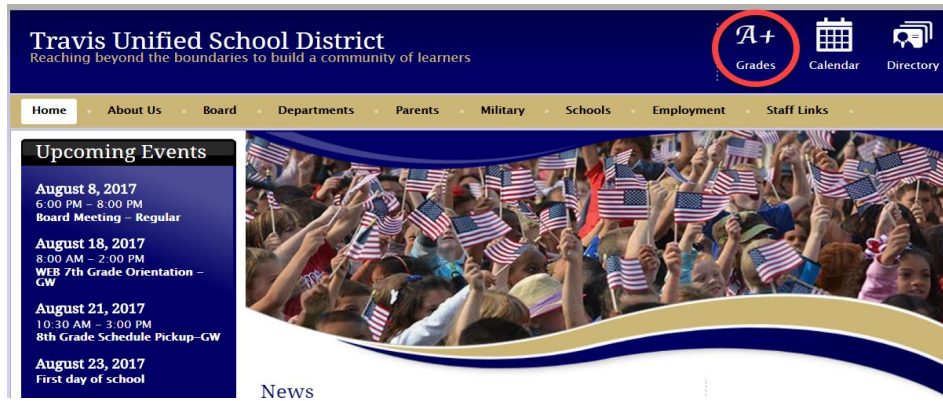 Travis Unified School District
Reaching beyond the boundaries to build a community of learners
A+
Grades
Calendar
Directory
Home
About Us
Board
Departments
Parents
Military
Schools
Employment
Staff Links
Upcoming Events
August 8, 2017
6:00 PM – 8:00 PM
Board Meeting – Regular
August 18, 2017
8:00 AM – 2:00 PM
WEB 7th Grade Orientation –
GW
August 21, 2017
10:30 AM – 3:00 PM
8th Grade Schedule Pickup–GW
August 23, 2017
First day of school
News